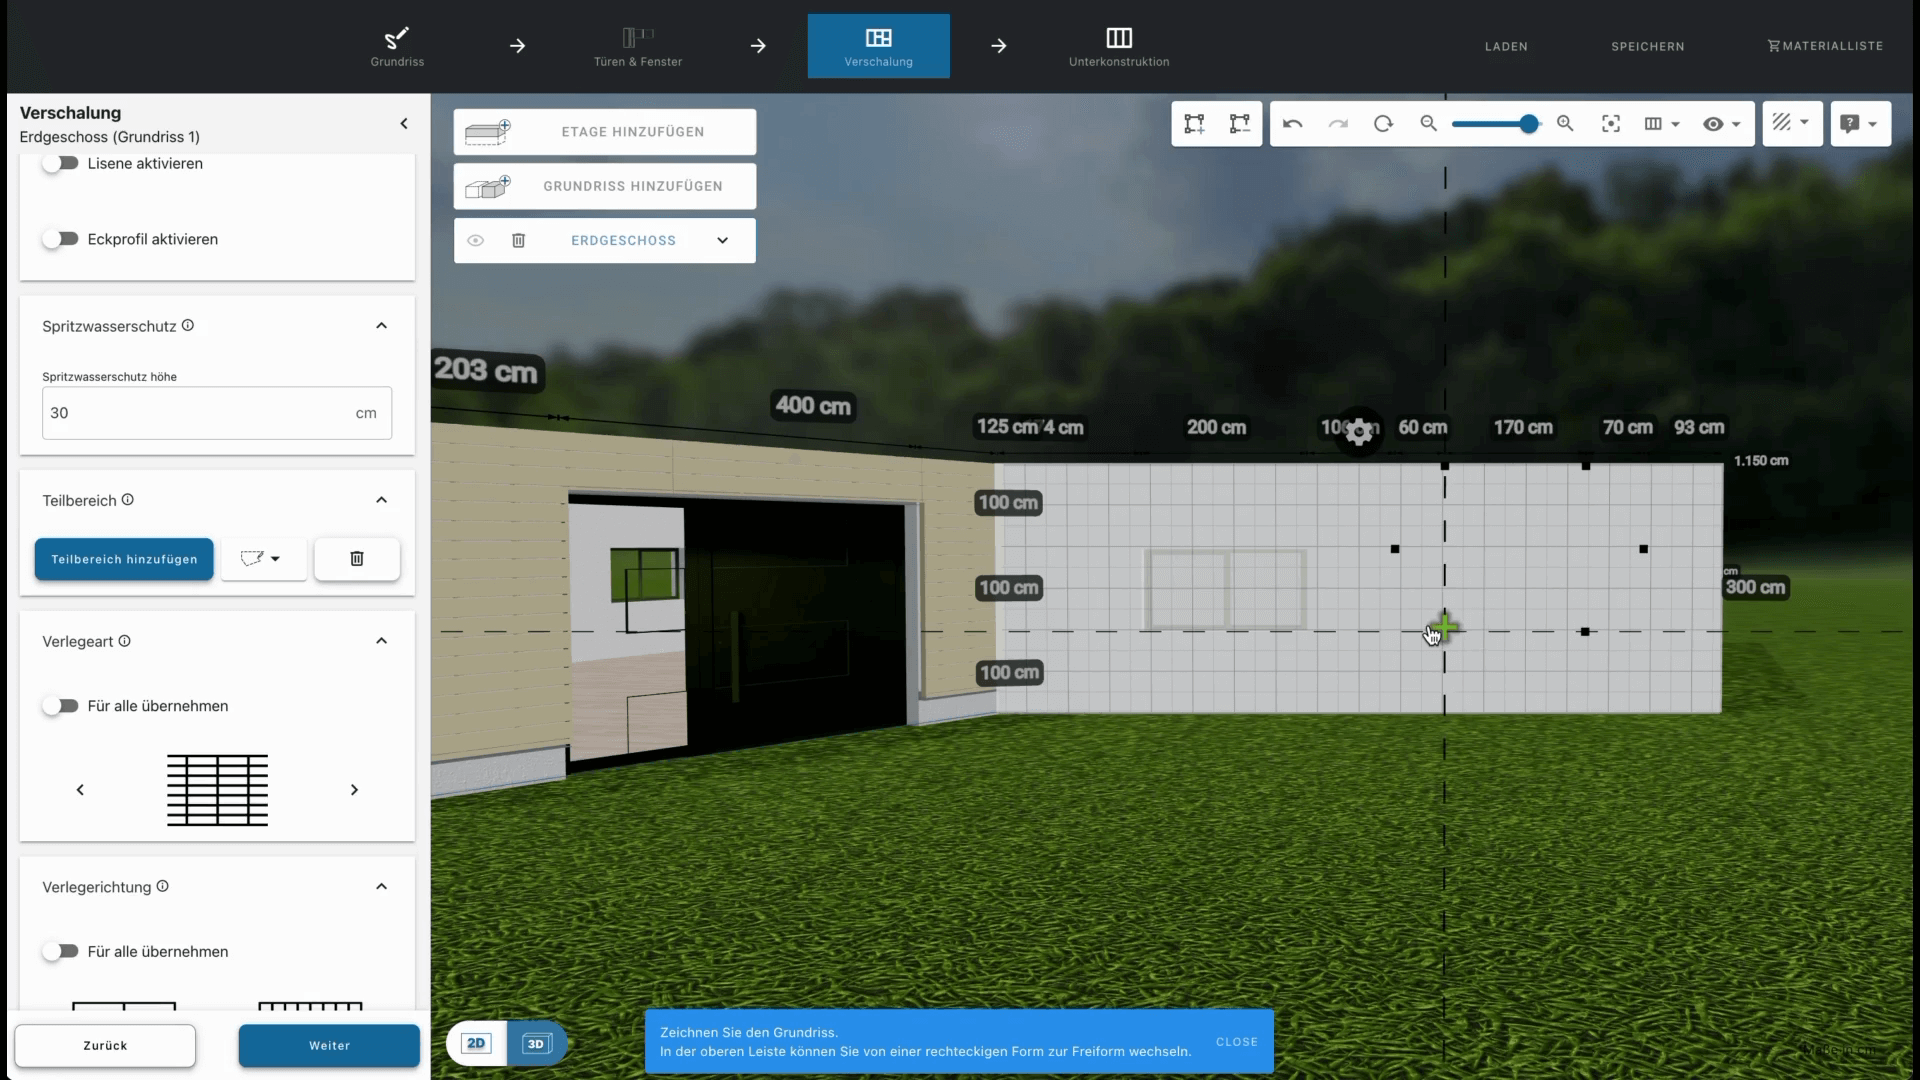 Grundriss
Türen & Fenster
Verschalung
Unterkonstruktion
LADEN
SPEICHERN
MATERIALLISTE
Verschalung
Erdgeschoss (Grundriss 1)
Lisene aktivieren
Eckprofil aktivieren
Spritzwasserschutz
Spritzwasserschutz höhe
30 cm
Teilbereich
Teilbereich hinzufügen
Verlegeart
Für alle übernehmen
Verlegerichtung
Für alle übernehmen
Zurück
Weiter
ETAGE HINZUFÜGEN
GRUNDRISS HINZUFÜGEN
ERDGESCHOSS
203 cm
400 cm
125 cm
4 cm
200 cm
60 cm
170 cm
70 cm
93 cm
1.150 cm
100 cm
100 cm
cm
300 cm
100 cm
2D
3D
Zeichnen Sie den Grundriss.
In der oberen Leiste können Sie von einer rechteckigen Form zur Freiform wechseln.
CLOSE